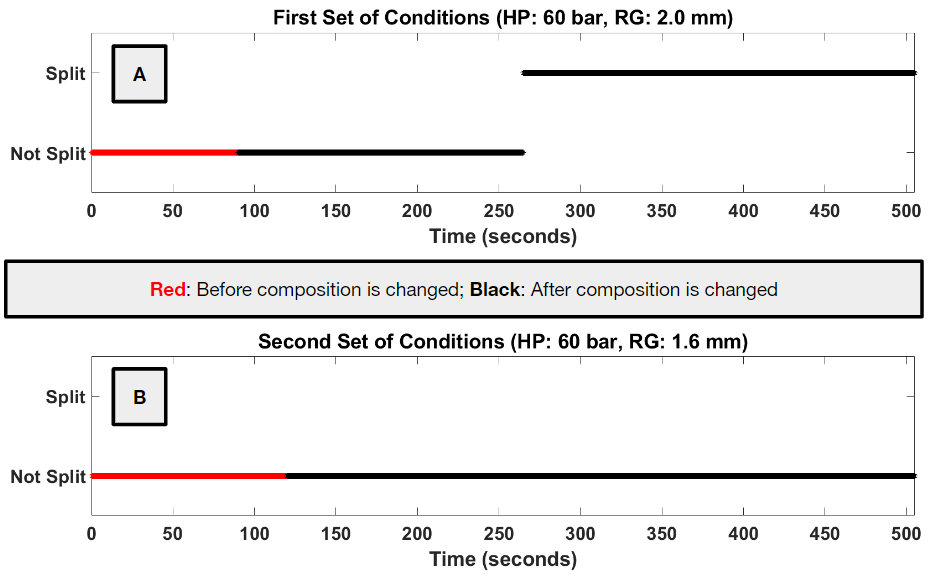 First Set of Conditions (HP: 60 bar, RG: 2.0 mm)
A
Split
Not Split
0 50 100 150 200 250 300 350 400 450 500
Time (seconds)
Red: Before composition is changed; Black: After composition is changed
Second Set of Conditions (HP: 60 bar, RG: 1.6 mm)
B
Split
Not Split
0 50 100 150 200 250 300 350 400 450 500
Time (seconds)